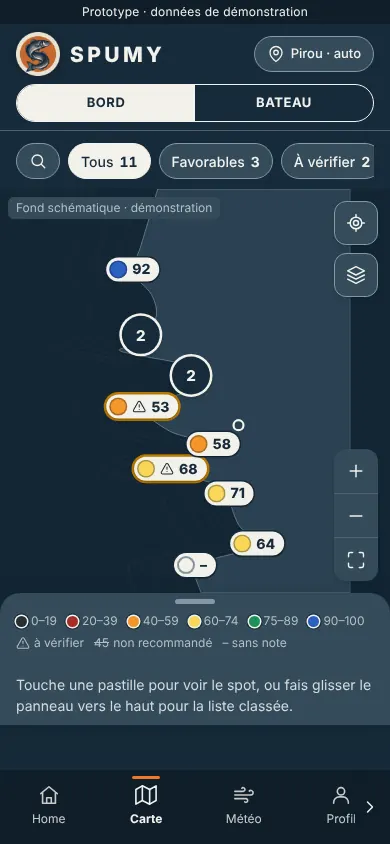 Prototype · données de démonstration
SPUMY
Pirou · auto
BORD
BATEAU
Tous 11
Favorables 3
À vérifier 2
Fond schématique · démonstration
92
2
2
53
58
68
71
64
–
0–19 20–39 40–59 60–74 75–89 90–100
à vérifier 45 non recommandé – sans note
Touche une pastille pour voir le spot, ou fais glisser le
panneau vers le haut pour la liste classée.
Home
Carte
Météo
Profil